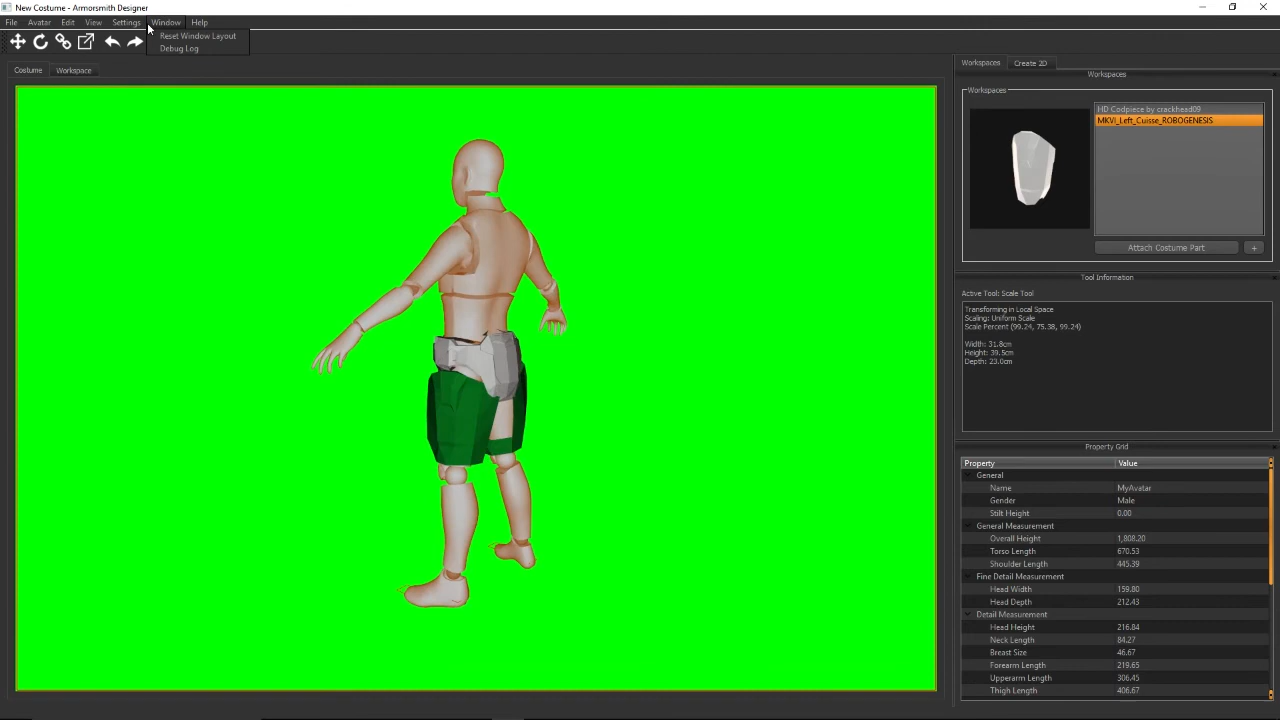 New Costume - Armorsmith Designer
File Avatar Edit View Settings Window Help
Reset Window Layout
Debug Log
Costume Workspace
Workspaces Create 2D
Workspaces
Workspaces
HD Codpiece by crackhead09
MKVI_Left_Cuisse_ROBOGENESIS
Attach Costume Part +
Tool Information
Active Tool: Scale Tool
Transforming in Local Space
Scaling: Uniform Scale
Scale Percent (99.24, 75.38, 99.24)
Width: 31.8cm
Height: 39.5cm
Depth: 23.0cm
Property Grid
Property Value
General
Name MyAvatar
Gender Male
Stilt Height 0.00
General Measurement
Overall Height 1,808.20
Torso Length 670.53
Shoulder Length 445.39
Fine Detail Measurement
Head Width 159.80
Head Depth 212.43
Detail Measurement
Head Height 216.84
Neck Length 84.27
Breast Size 46.67
Forearm Length 219.65
Upperarm Length 306.45
Thigh Length 406.67